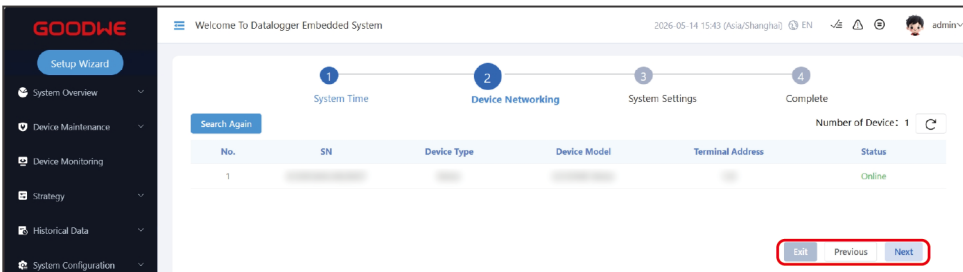 GOODWE
Welcome To Datalogger Embedded System
2026-05-14 15:43 (Asia/Shanghai)
EN
admin
Setup Wizard
System Overview
Device Maintenance
Device Monitoring
Strategy
Historical Data
System Configuration
1
2
3
4
System Time
Device Networking
System Settings
Complete
Search Again
Number of Device: 1
No. SN Device Type Device Model Terminal Address Status
1 Online
Exit Previous Next